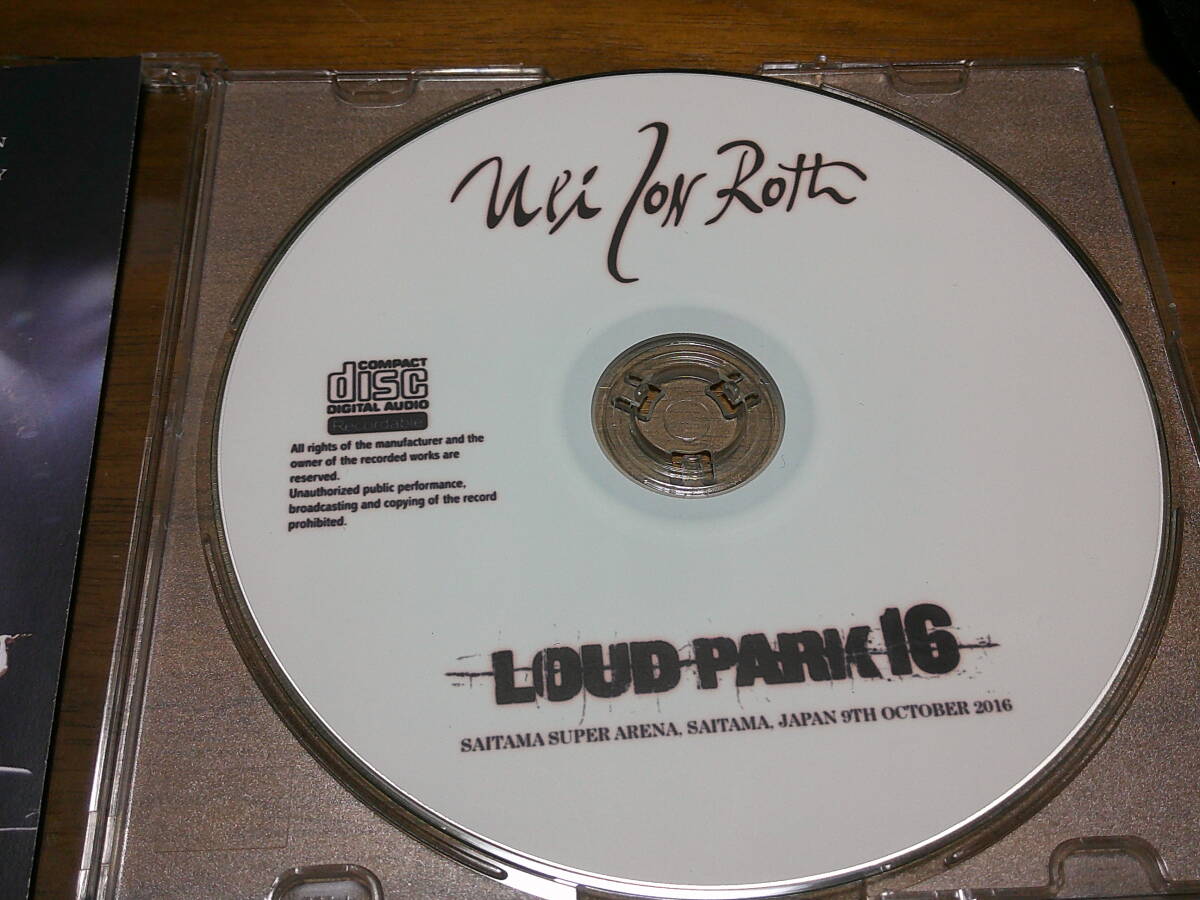 N
Y
Uli Jon Roth
COMPACT
disc
DIGITAL AUDIO
Recordable
All rights of the manufacturer and the
owner of the recorded works are
reserved.
Unauthorized public performance,
broadcasting and copying of the record
prohibited.
LOUD PARK 16
SAITAMA SUPER ARENA, SAITAMA, JAPAN 9TH OCTOBER 2016